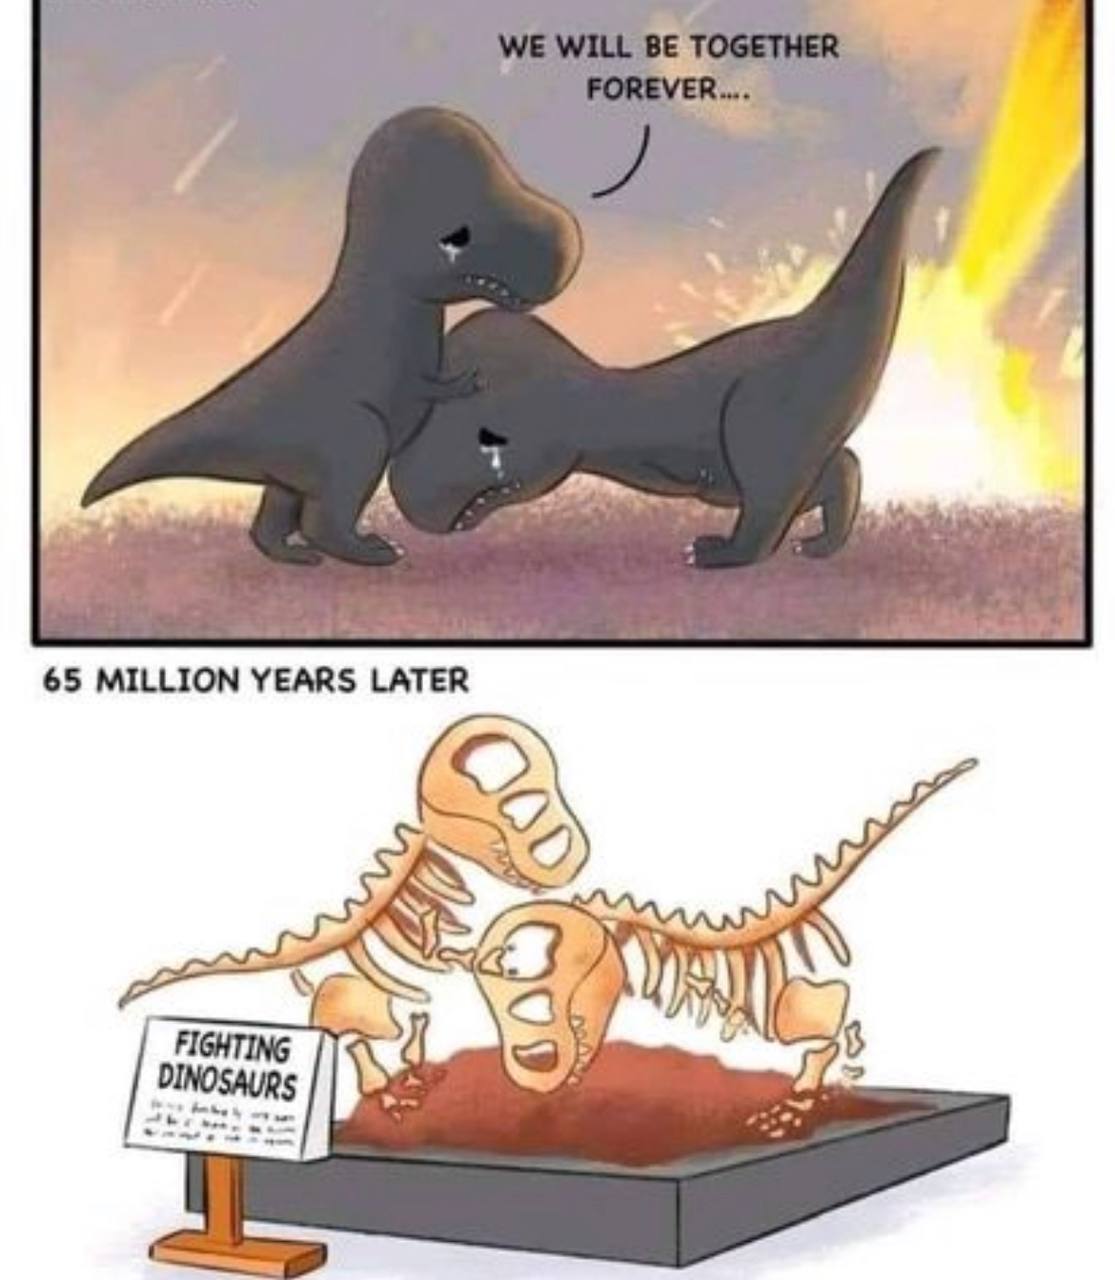 WE WILL BE TOGETHER
FOREVER....
65 MILLION YEARS LATER
FIGHTING
DINOSAURS